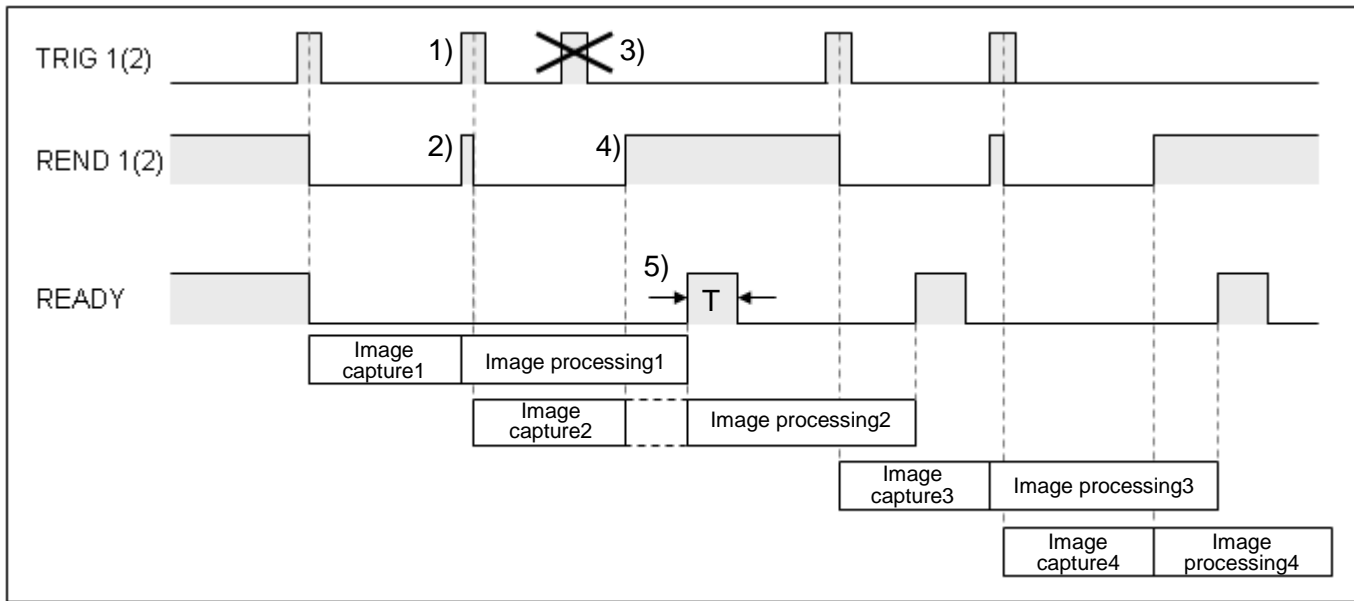 TRIG 1(2)
1)
3)
REND 1(2)
2)
4)
READY
5)
T
Image
capture1
Image processing1
Image
capture2
Image processing2
Image
capture3
Image processing3
Image
capture4
Image
processing4